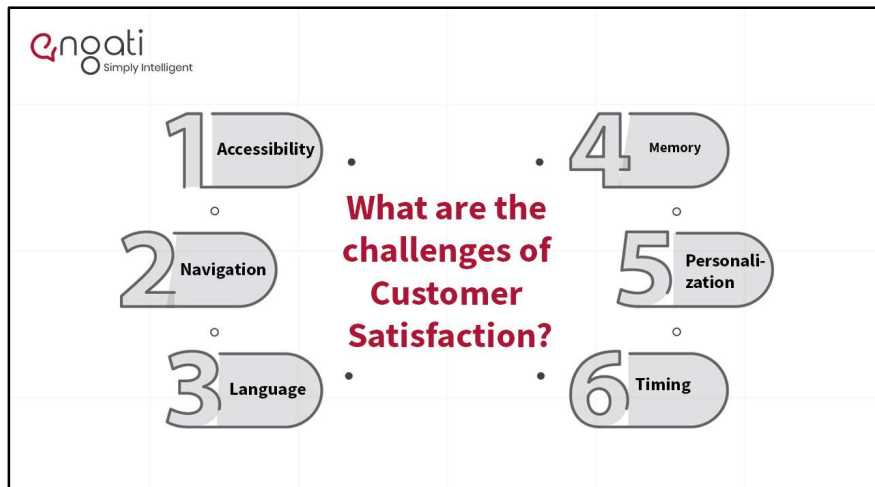 engati
Simply Intelligent
1 Accessibility
2 Navigation
3 Language
What are the
challenges of
Customer
Satisfaction?
4 Memory
5 Personali-
zation
6 Timing